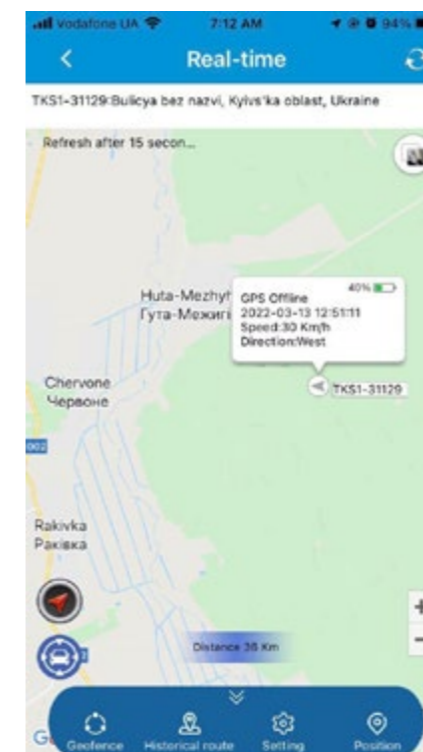 Vodafone UA 7:12 AM 94%
Real-time
TKS1-31129:Bulicya bez nazvi, Kyivs'ka oblast, Ukraine
Refresh after 15 secon...
40%
GPS Offline
2022-03-13 12:51:11
Speed:30 Km/h
Direction:West
Huta-Mezhyh
Гута-Межигі
TKS1-31129
Chervone
Червоне
Rakivka
Раківка
+
−
Distance 36 Km
Geofence Historical route Setting Position